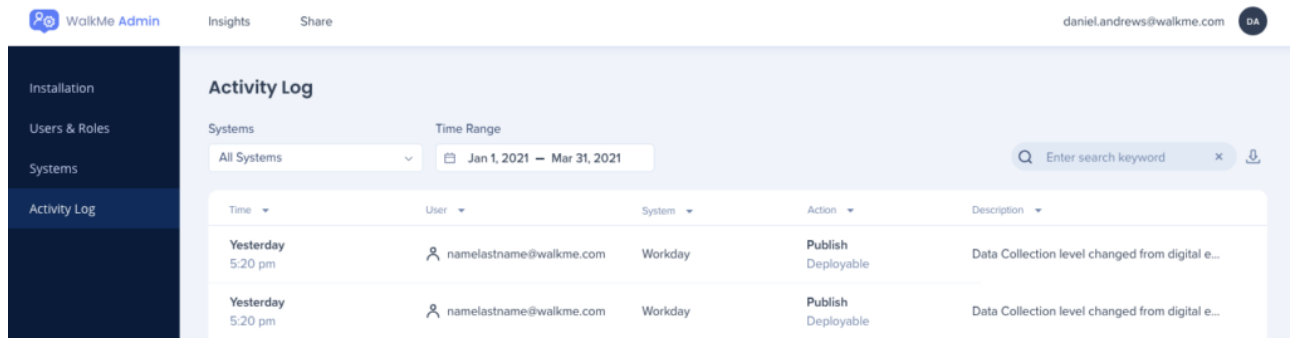 WalkMe Admin
Insights
Share
daniel.andrews@walkme.com
DA
Installation
Users & Roles
Systems
Activity Log
Activity Log
Systems
Time Range
All Systems
Jan 1, 2021 — Mar 31, 2021
Enter search keyword
Time
User
System
Action
Description
Yesterday
5:20 pm
namelastname@walkme.com
Workday
Publish
Deployable
Data Collection level changed from digital e...
Yesterday
5:20 pm
namelastname@walkme.com
Workday
Publish
Deployable
Data Collection level changed from digital e...